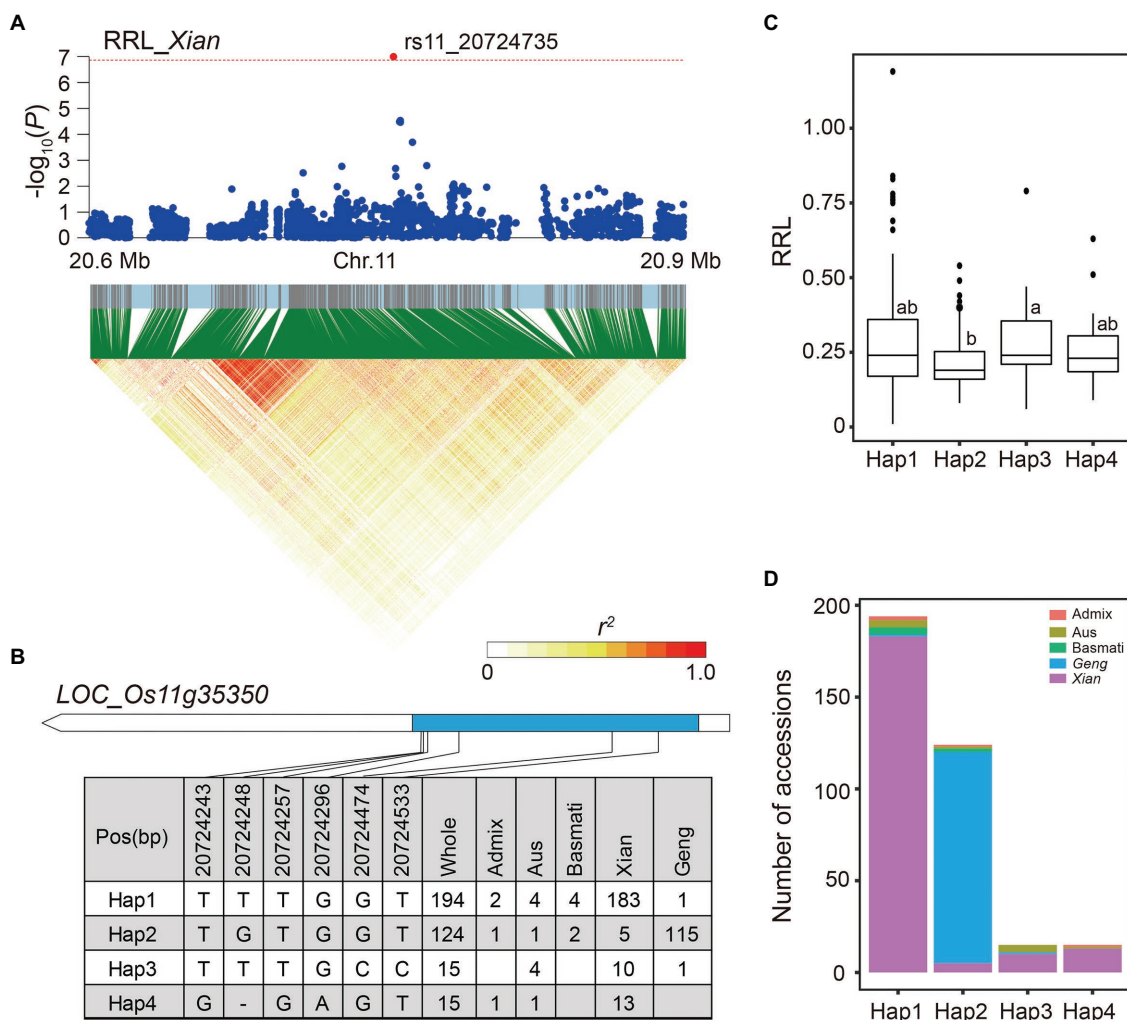 A
RRL_Xian
rs11_20724735
-log10(P)
7
6
5
4
3
2
1
0
20.6 Mb
Chr.11
20.9 Mb
r²
0
1.0
B
LOC_Os11g35350
Pos(bp) 20724243 20724248 20724257 20724296 20724474 20724533 Whole Admix Aus Basmati Xian Geng
Hap1 T T T G G T 194 2 4 4 183 1
Hap2 T G T G G T 124 1 1 2 5 115
Hap3 T T T G C C 15 4 10 1
Hap4 G - G A G T 15 1 1 13
C
RRL
1.00
0.75
0.50
0.25
0
ab
b
a
ab
Hap1 Hap2 Hap3 Hap4
D
Number of accessions
200
150
100
50
0
Admix
Aus
Basmati
Geng
Xian
Hap1 Hap2 Hap3 Hap4